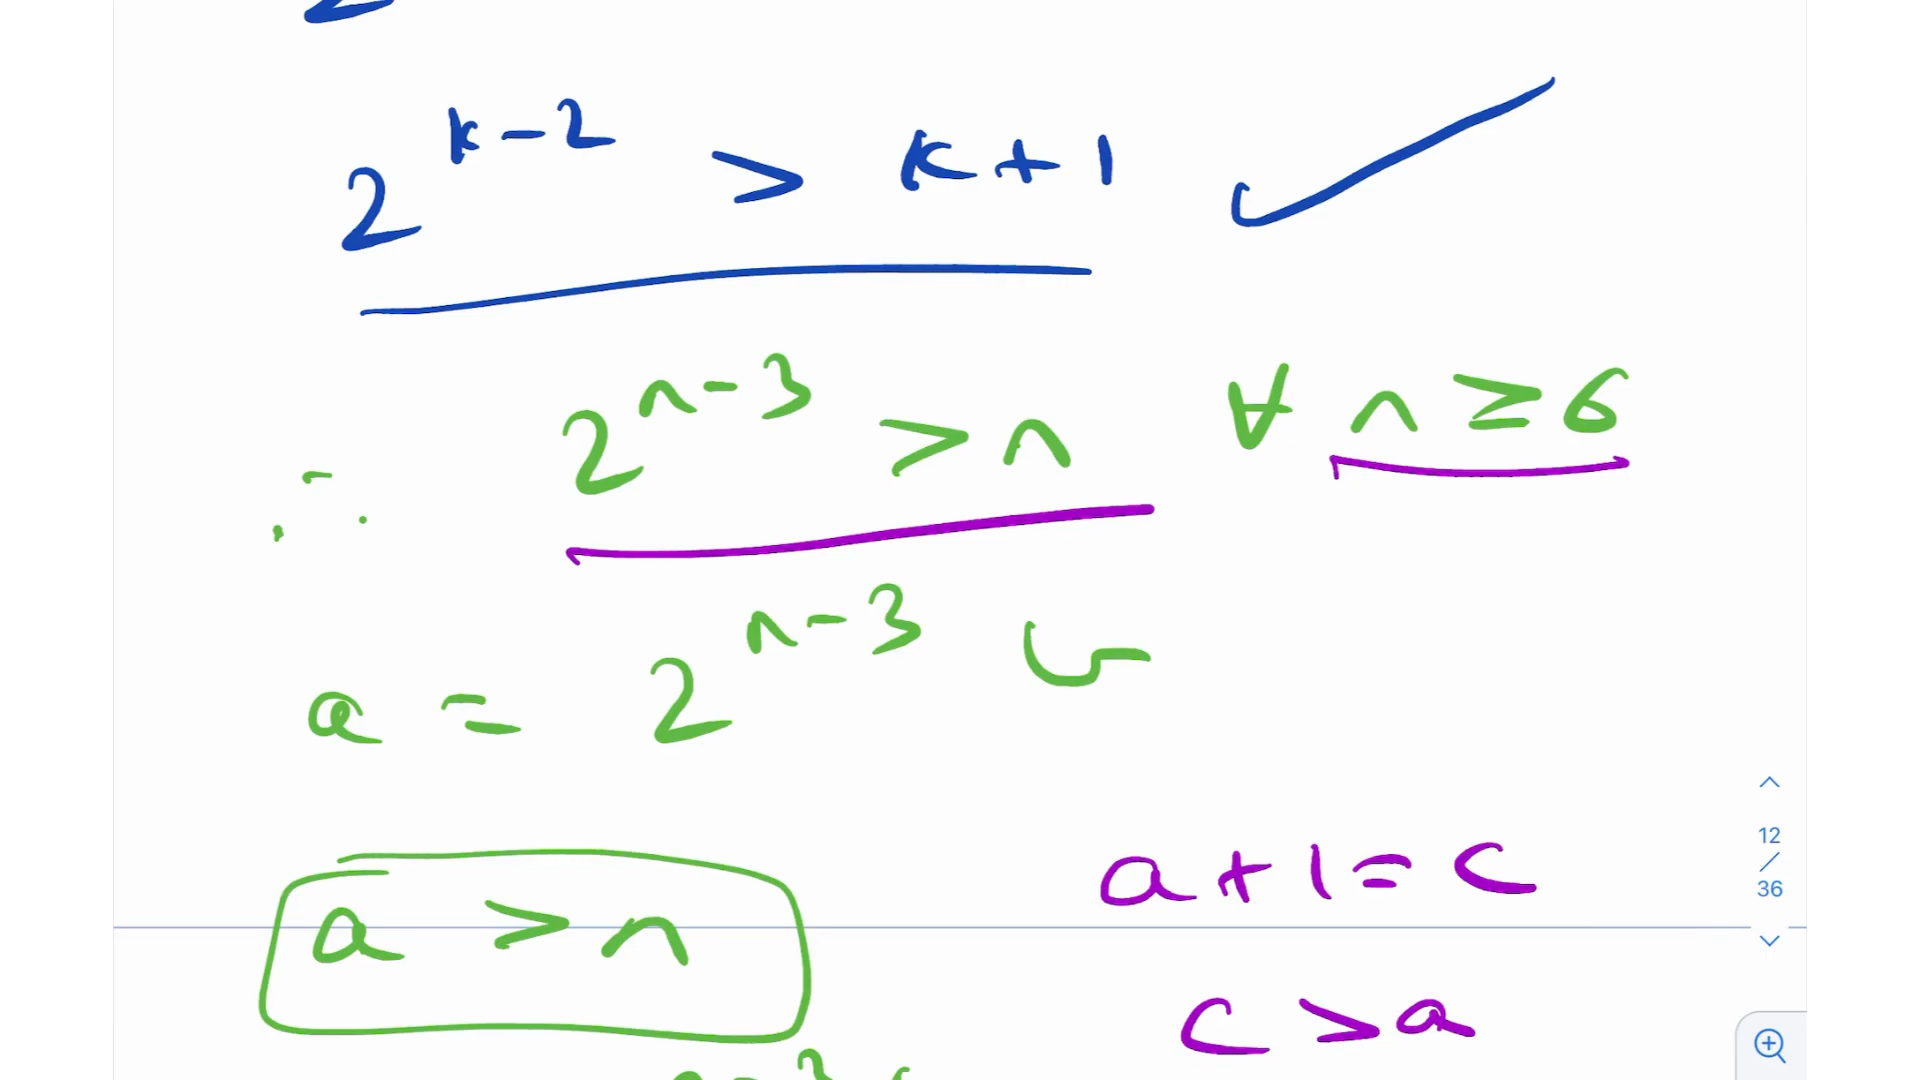 2^{k-2} > k+1
∴ 2^{n-3} > n ∀ n ≥ 6
a = 2^{n-3}
a+1 = c
a > n
c > a
12
/
36